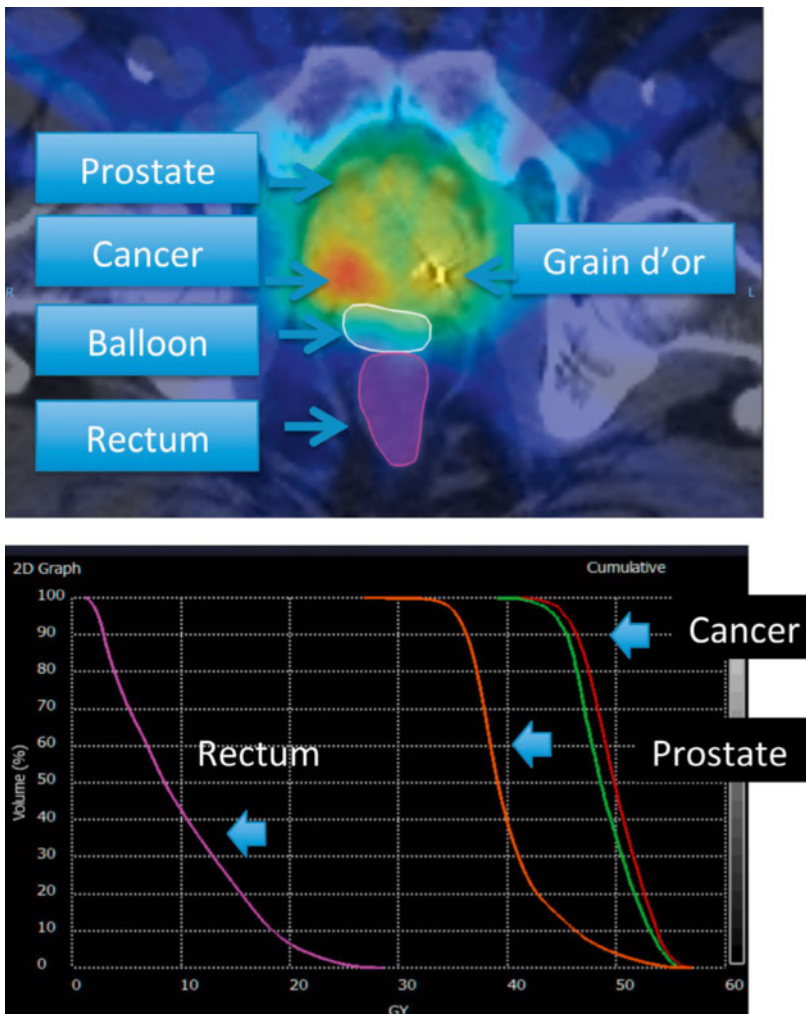 Prostate
Cancer
Grain d’or
Balloon
Rectum
R
L
2D Graph
Cumulative
Cancer
Prostate
Rectum
Volume (%)
100
90
80
70
60
50
40
30
20
10
0
0 10 20 30 40 50 60
GY